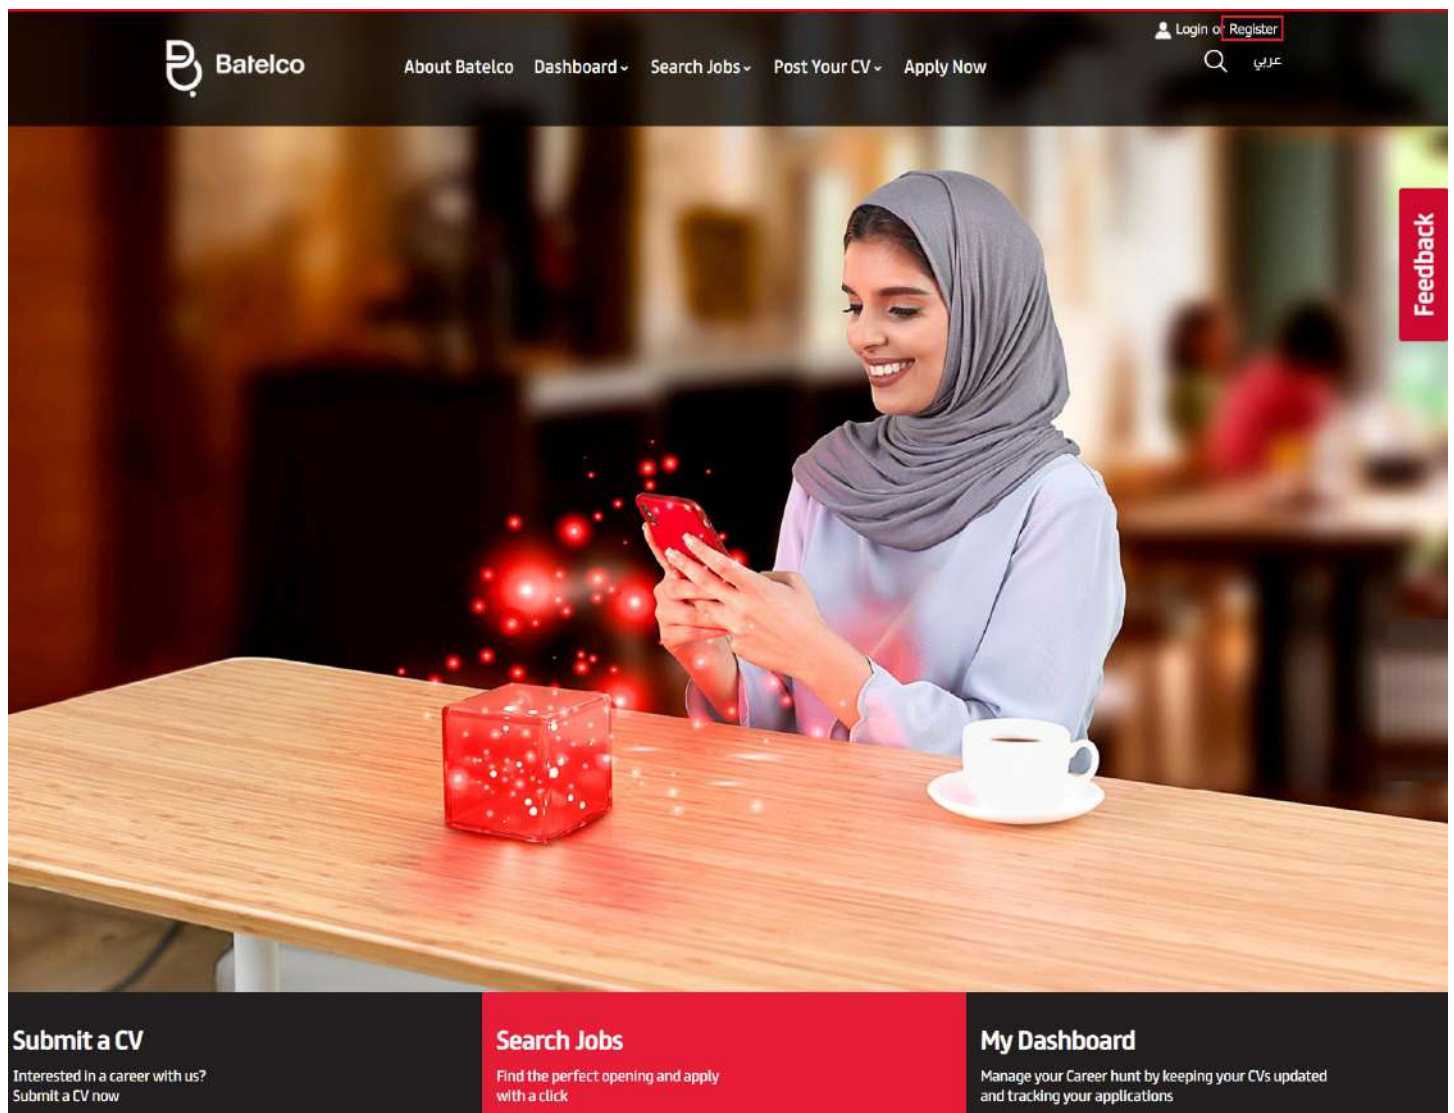 Login or Register
Batelco
About Batelco Dashboard Search Jobs Post Your CV Apply Now
عربي
Feedback
Submit a CV
Interested in a career with us?
Submit a CV now
Search Jobs
Find the perfect opening and apply
with a click
My Dashboard
Manage your Career hunt by keeping your CVs updated
and tracking your applications